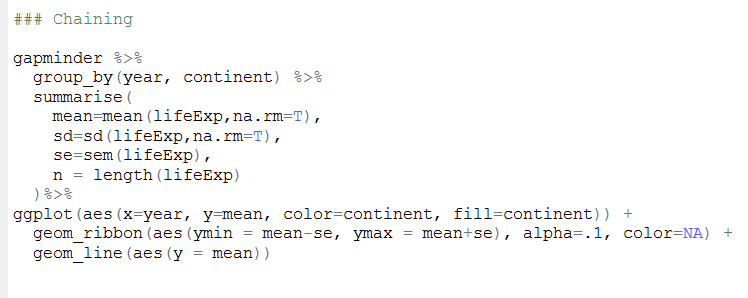 ### Chaining
gapminder %>%
group_by(year, continent) %>%
summarise(
mean=mean(lifeExp,na.rm=T),
sd=sd(lifeExp,na.rm=T),
se=sem(lifeExp),
n = length(lifeExp)
)%>%
ggplot(aes(x=year, y=mean, color=continent, fill=continent)) +
geom_ribbon(aes(ymin = mean-se, ymax = mean+se), alpha=.1, color=NA) +
geom_line(aes(y = mean))